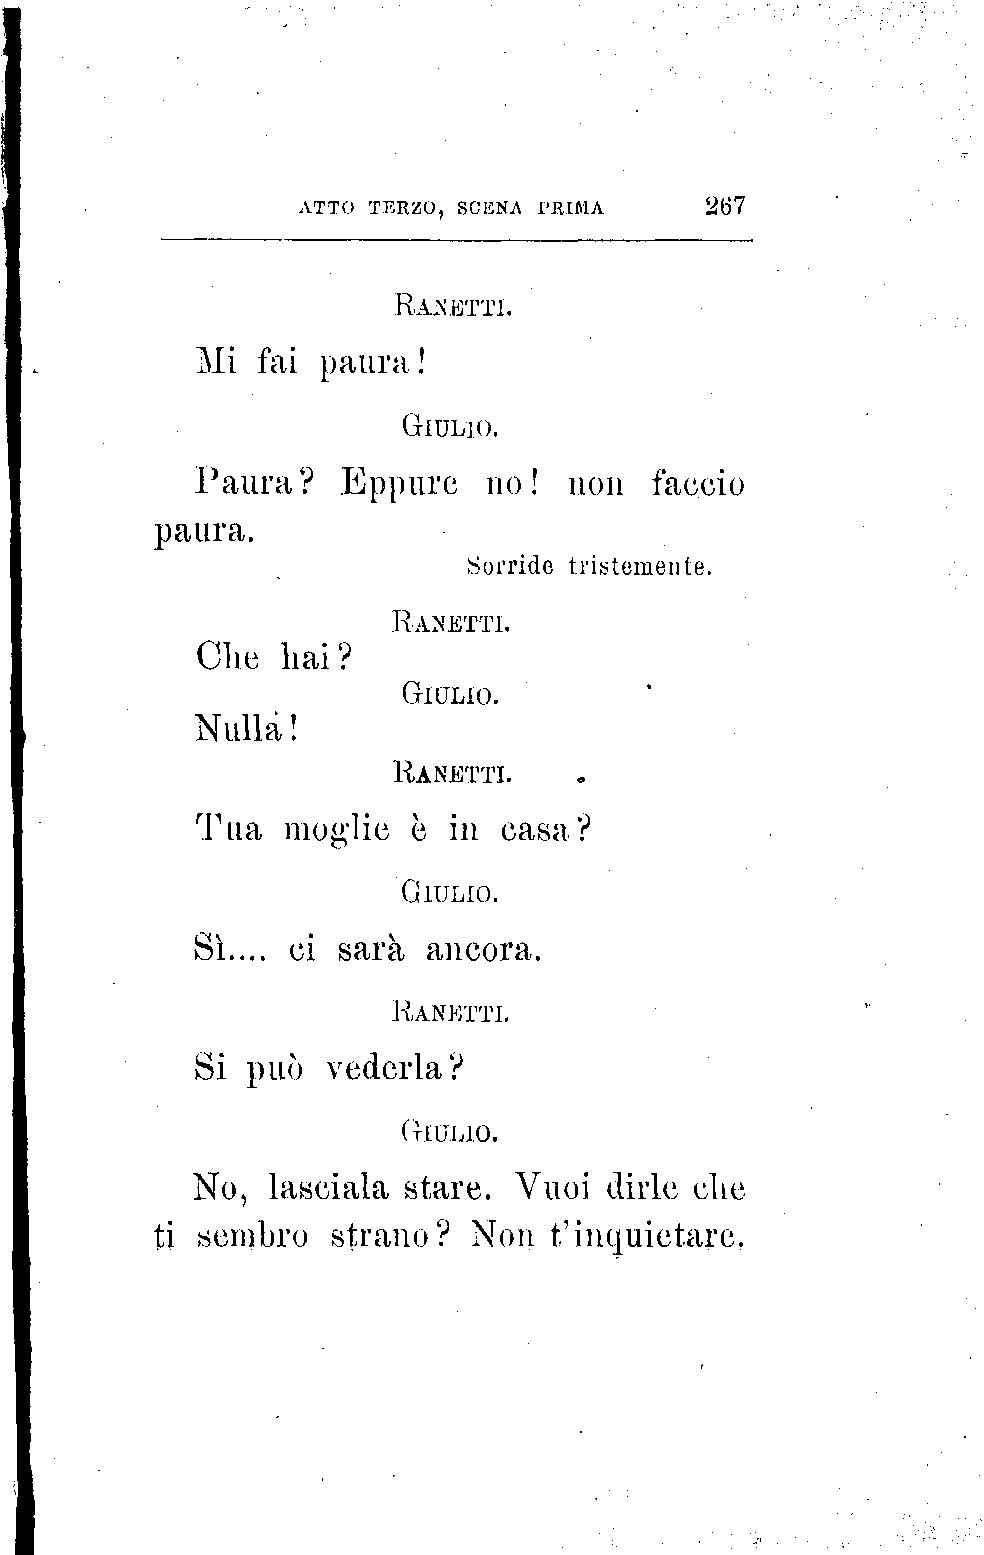 ATTO TERZO, SCENA PRIMA 267
RANETTI.
Mi fai paura!
GIULIO.
Paura? Eppure no! non faccio
paura.
Sorride tristemente.
RANETTI.
Che hai?
GIULIO.
Nulla!
RANETTI.
Tua moglie è in casa?
GIULIO.
Sì.... ci sarà ancora.
RANETTI.
Si può vederla?
GIULIO.
No, lasciala stare. Vuoi dirle che
ti sembro strano? Non t'inquietare.